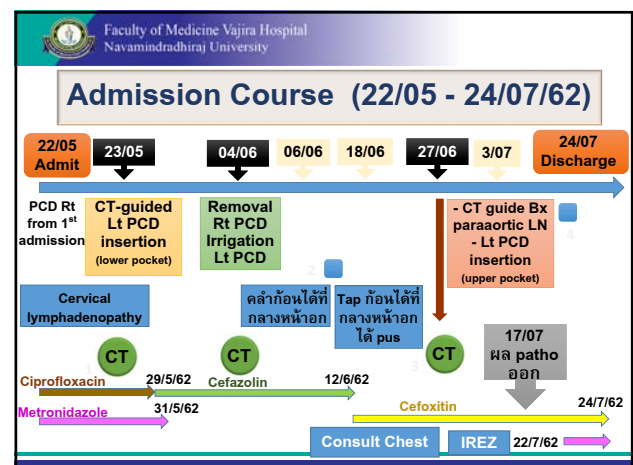 Faculty of Medicine Vajira Hospital
Navamindradhiraj University
Admission Course (22/05 - 24/07/62)
22/05
Admit
23/05
04/06
06/06
18/06
27/06
3/07
24/07
Discharge
PCD Rt
from 1st
admission
CT-guided
Lt PCD
insertion
(lower pocket)
Removal
Rt PCD
Irrigation
Lt PCD
- CT guide Bx
paraaortic LN
- Lt PCD
insertion
(upper pocket)
4
2
Cervical
lymphadenopathy
คลำก้อนได้ที่
กลางหน้าอก
Tap ก้อนได้ที่
กลางหน้าอก
ได้ pus
17/07
ผล patho
ออก
1
CT
CT
3
CT
Ciprofloxacin
29/5/62
Cefazolin
12/6/62
Metronidazole
31/5/62
Cefoxitin
24/7/62
Consult Chest
IREZ
22/7/62